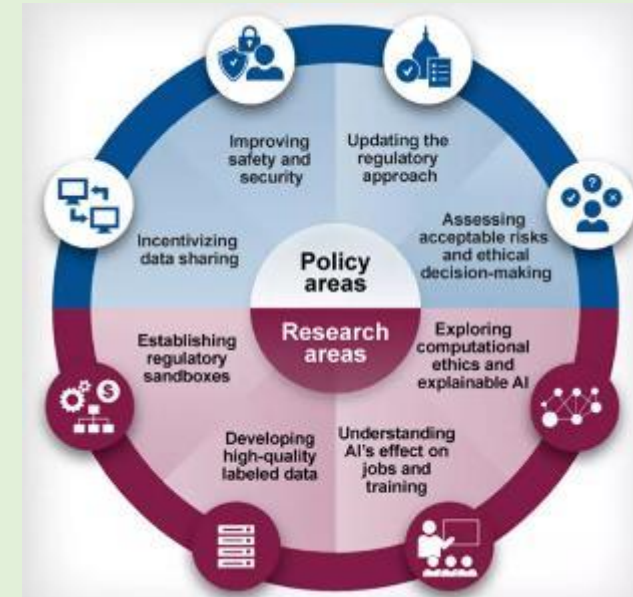 Improving
safety and
security
Updating the
regulatory
approach
Incentivizing
data sharing
Assessing
acceptable risks
and ethical
decision-making
Policy
areas
Research
areas
Establishing
regulatory
sandboxes
Exploring
computational
ethics and
explainable AI
Developing
high-quality
labeled data
Understanding
AI's effect on
jobs and
training